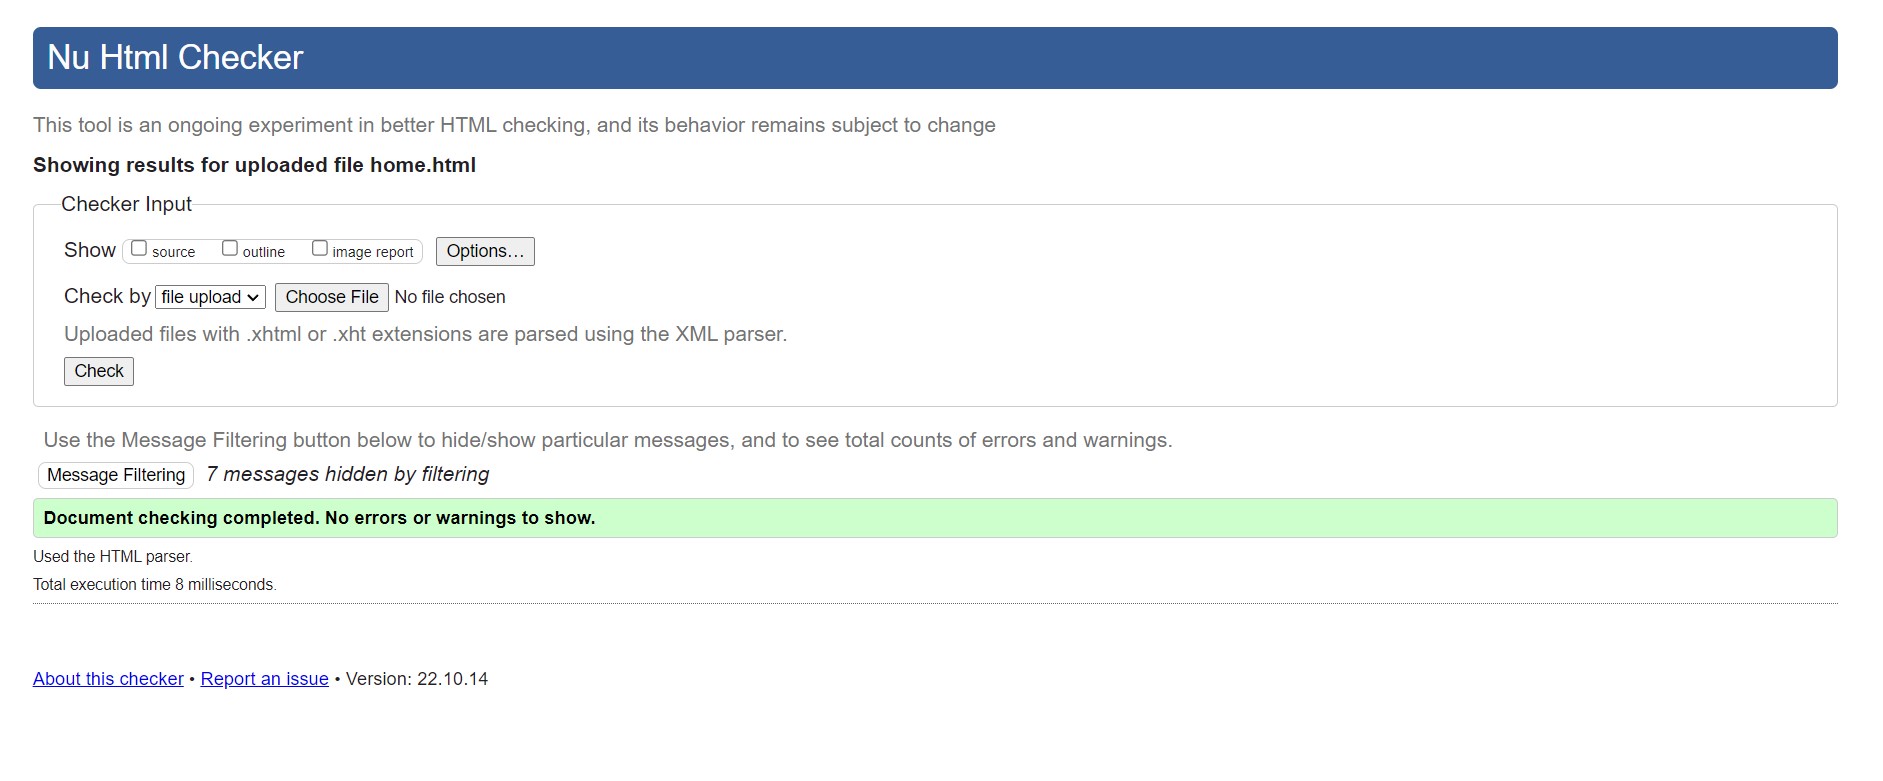 Nu Html Checker
This tool is an ongoing experiment in better HTML checking, and its behavior remains subject to change
Showing results for uploaded file home.html
Checker Input
Show source outline image report Options…
Check by file upload Choose File No file chosen
Uploaded files with .xhtml or .xht extensions are parsed using the XML parser.
Check
Use the Message Filtering button below to hide/show particular messages, and to see total counts of errors and warnings.
Message Filtering 7 messages hidden by filtering
Document checking completed. No errors or warnings to show.
Used the HTML parser.
Total execution time 8 milliseconds.
About this checker • Report an issue • Version: 22.10.14